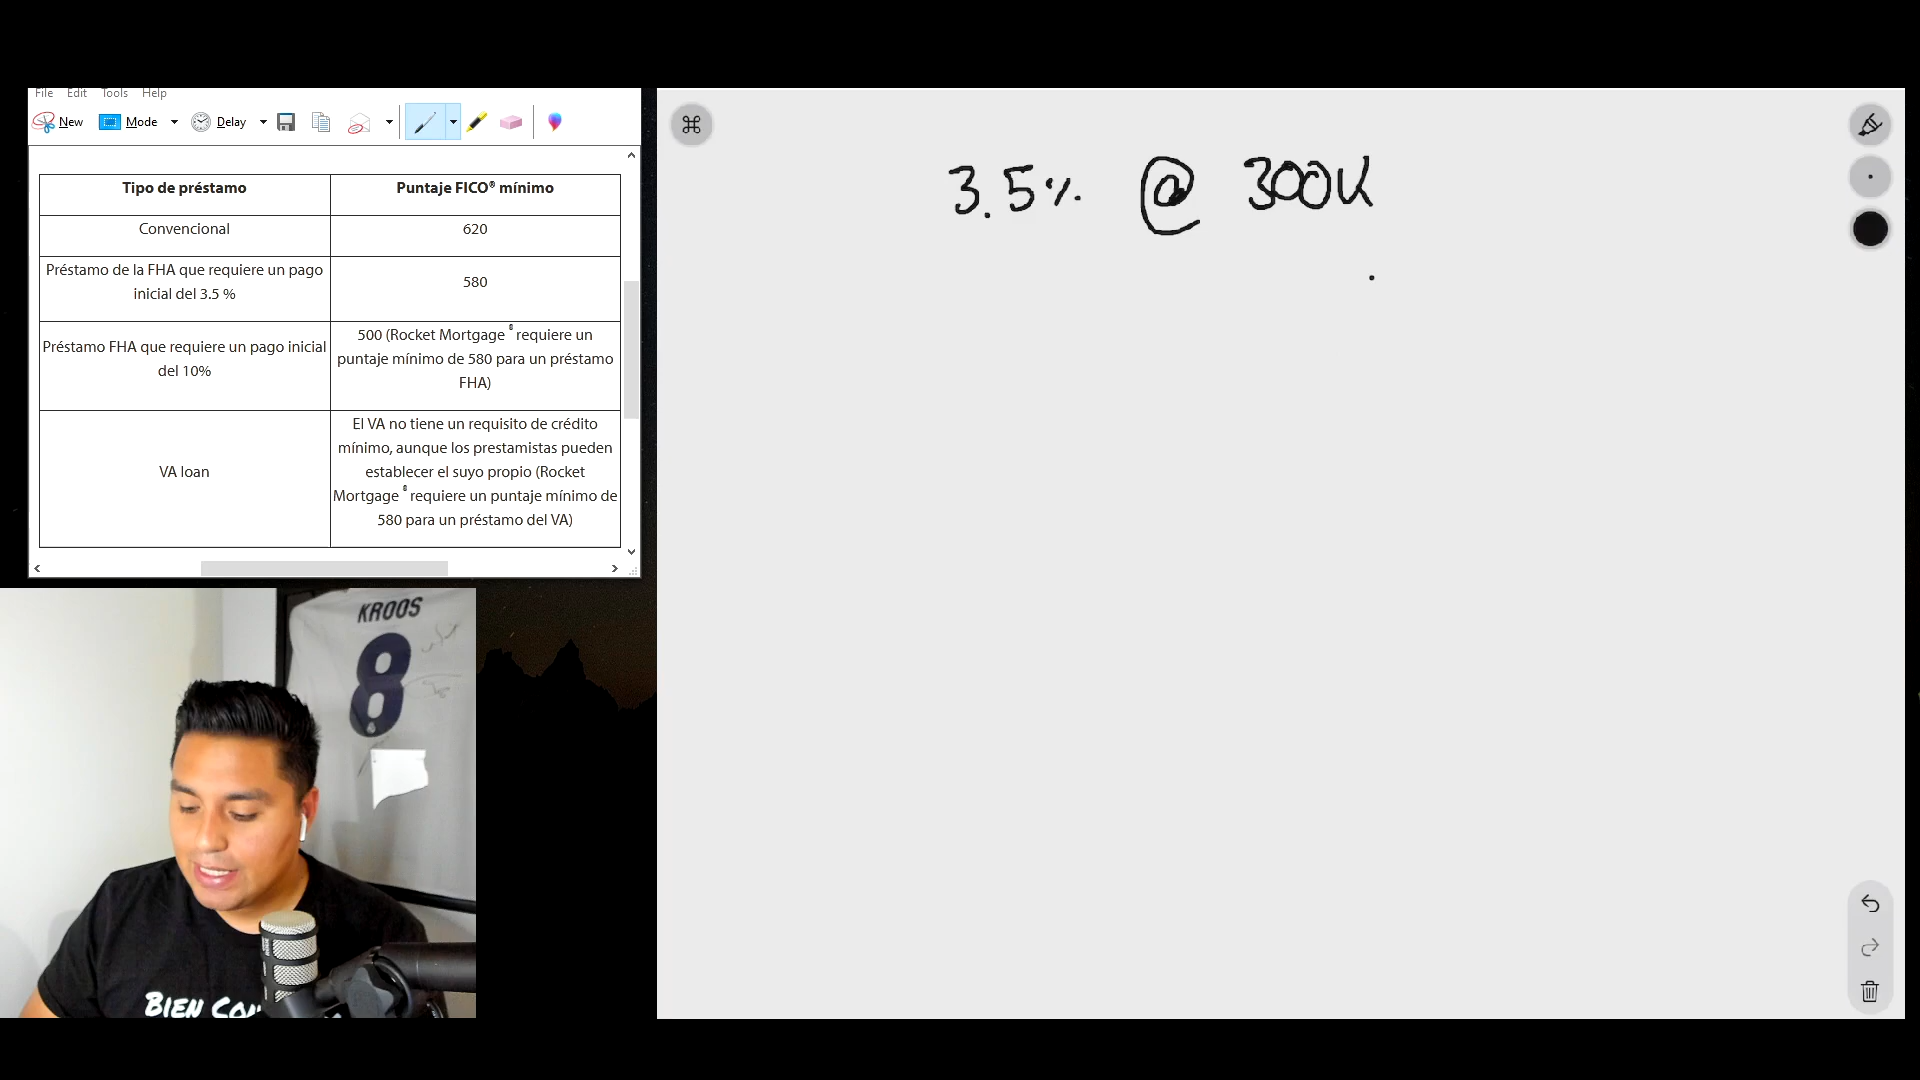 File Edit Tools Help
New Mode Delay
Tipo de préstamo Puntaje FICO® mínimo
Convencional 620
Préstamo de la FHA que requiere un pago
inicial del 3.5 %
580
Préstamo FHA que requiere un pago inicial
del 10%
500 (Rocket Mortgage® requiere un
puntaje mínimo de 580 para un préstamo
FHA)
VA loan
El VA no tiene un requisito de crédito
mínimo, aunque los prestamistas pueden
establecer el suyo propio (Rocket
Mortgage® requiere un puntaje mínimo de
580 para un préstamo del VA)
3.5% @ 300K
KROOS
8
BIEN